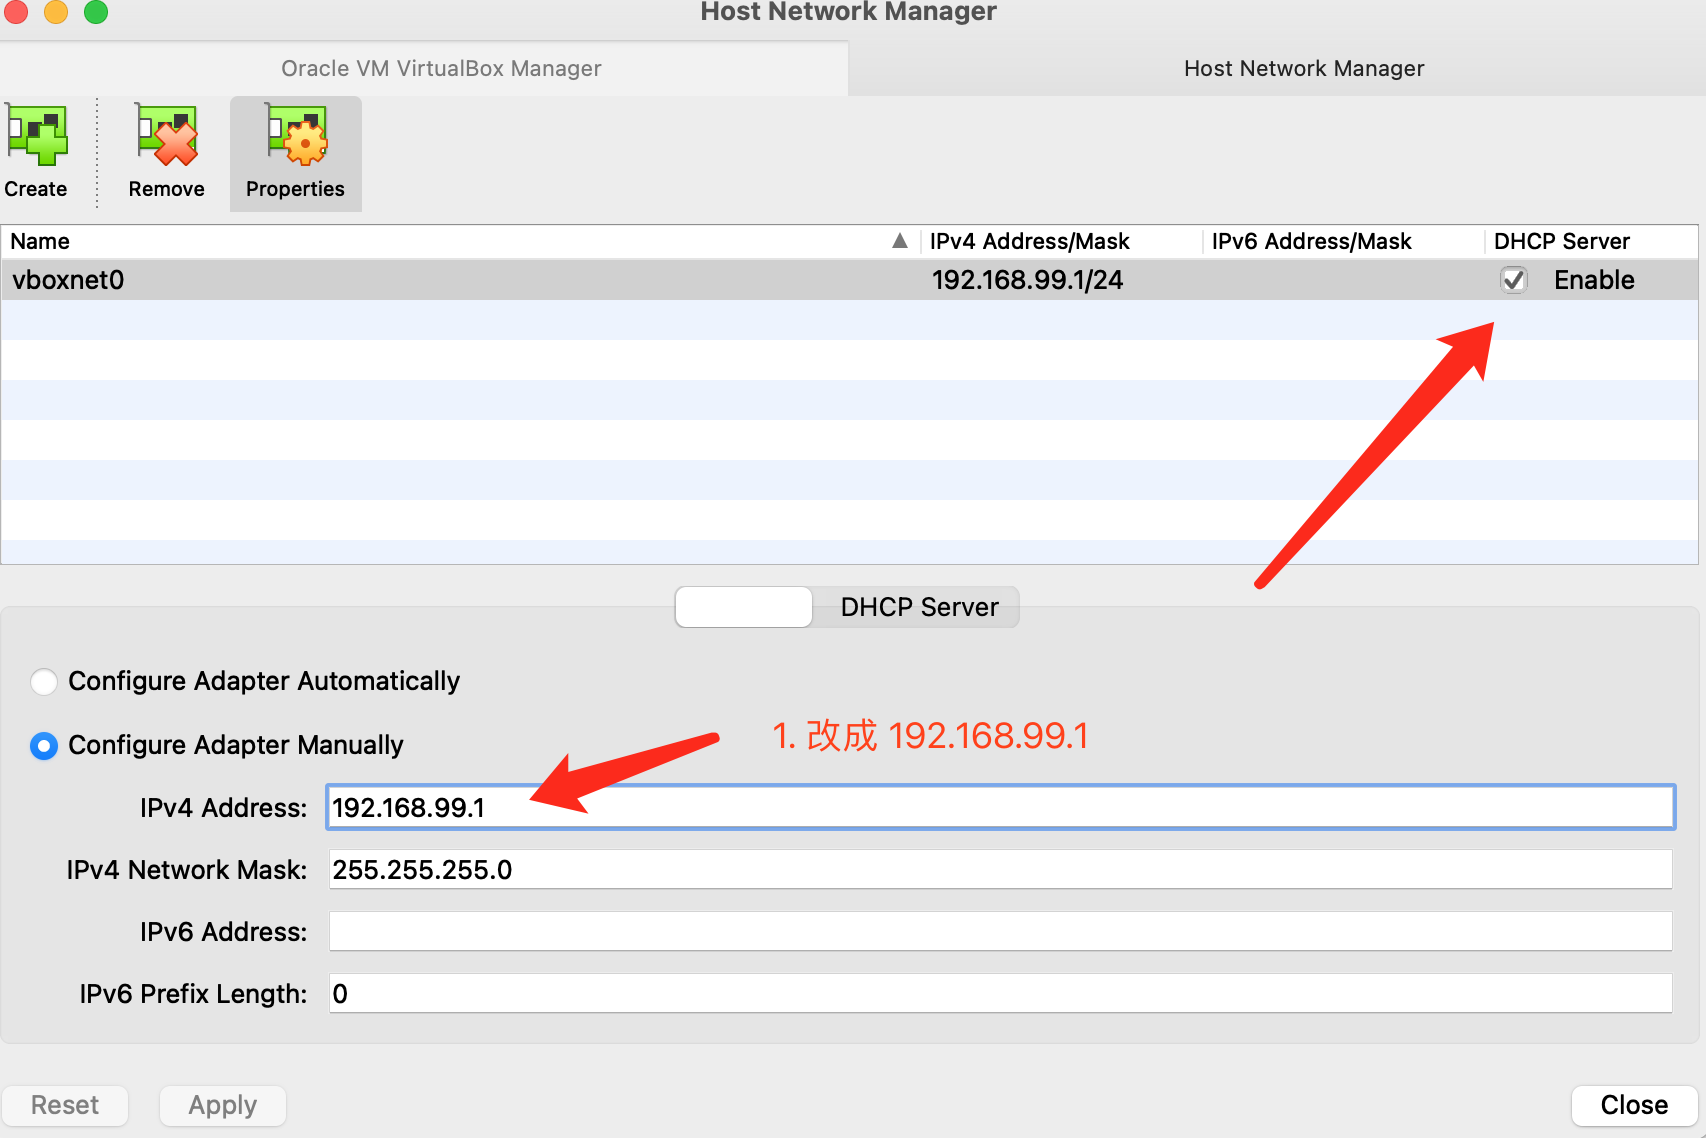 Host Network Manager
Oracle VM VirtualBox Manager
Host Network Manager
Create
Remove
Properties
Name
IPv4 Address/Mask
IPv6 Address/Mask
DHCP Server
vboxnet0
192.168.99.1/24
Enable
DHCP Server
Configure Adapter Automatically
Configure Adapter Manually
1. 改成 192.168.99.1
IPv4 Address: 192.168.99.1
IPv4 Network Mask: 255.255.255.0
IPv6 Address:
IPv6 Prefix Length: 0
Reset
Apply
Close